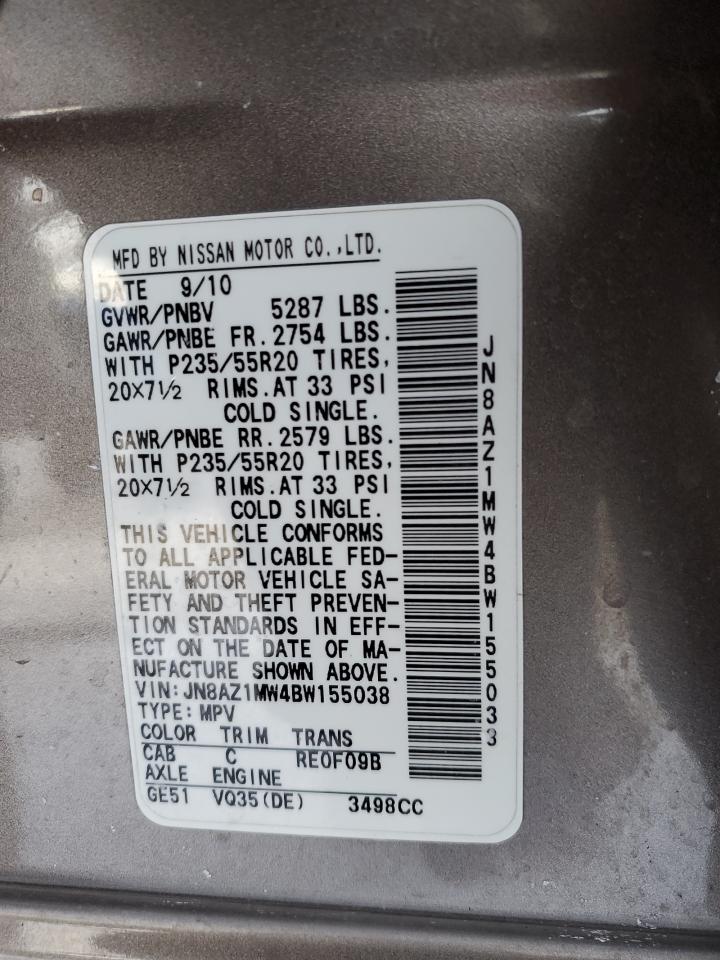 MFD BY NISSAN MOTOR CO.,LTD.
DATE 9/10
GVWR/PNBV 5287 LBS.
GAWR/PNBE FR. 2754 LBS.
WITH P235/55R20 TIRES,
20×7½ RIMS. AT 33 PSI
COLD SINGLE.
GAWR/PNBE RR. 2579 LBS.
WITH P235/55R20 TIRES,
20×7½ RIMS. AT 33 PSI
COLD SINGLE.
THIS VEHICLE CONFORMS
TO ALL APPLICABLE FED-
ERAL MOTOR VEHICLE SA-
FETY AND THEFT PREVEN-
TION STANDARDS IN EFF-
ECT ON THE DATE OF MA-
NUFACTURE SHOWN ABOVE.
VIN: JN8AZ1MW4BW155038
TYPE: MPV
COLOR TRIM TRANS
CAB C RE0F09B
AXLE ENGINE
GE51 VQ35(DE) 3498CC
JN8AZ1MW4BW155033